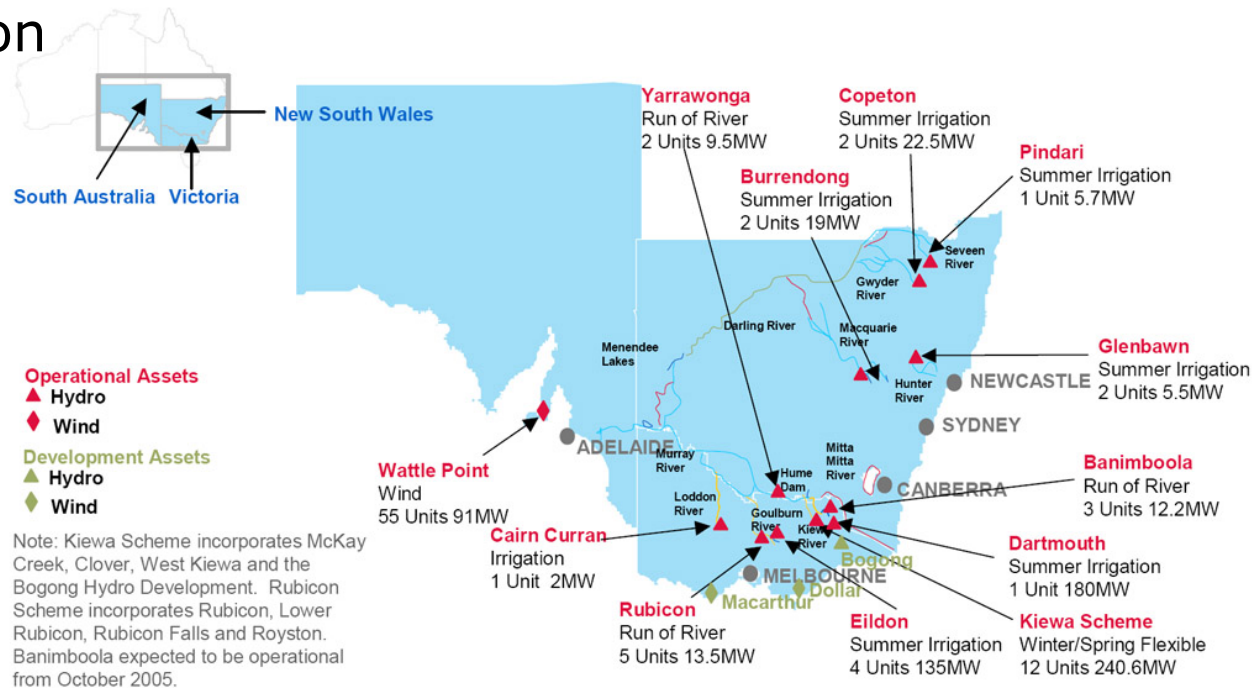 on
New South Wales
South Australia
Victoria
Yarrawonga
Run of River
2 Units 9.5MW
Copeton
Summer Irrigation
2 Units 22.5MW
Pindari
Summer Irrigation
1 Unit 5.7MW
Burrendong
Summer Irrigation
2 Units 19MW
Seveen
River
Gwyder
River
Darling River
Macquarie
River
Menendee
Lakes
Glenbawn
Summer Irrigation
2 Units 5.5MW
Hunter
River
NEWCASTLE
SYDNEY
Operational Assets
Hydro
Wind
Development Assets
Hydro
Wind
ADELAIDE
Murray
River
Mitta
Mitta
River
CANBERRA
Hume
Dam
Banimboola
Run of River
3 Units 12.2MW
Wattle Point
Wind
55 Units 91MW
Loddon
River
Goulburn
River
Kiewa
River
Cairn Curran
Irrigation
1 Unit 2MW
Dartmouth
Summer Irrigation
1 Unit 180MW
Bogong
MELBOURNE
Macarthur
Dollar
Rubicon
Run of River
5 Units 13.5MW
Eildon
Summer Irrigation
4 Units 135MW
Kiewa Scheme
Winter/Spring Flexible
12 Units 240.6MW
Note: Kiewa Scheme incorporates McKay
Creek, Clover, West Kiewa and the
Bogong Hydro Development. Rubicon
Scheme incorporates Rubicon, Lower
Rubicon, Rubicon Falls and Royston.
Banimboola expected to be operational
from October 2005.